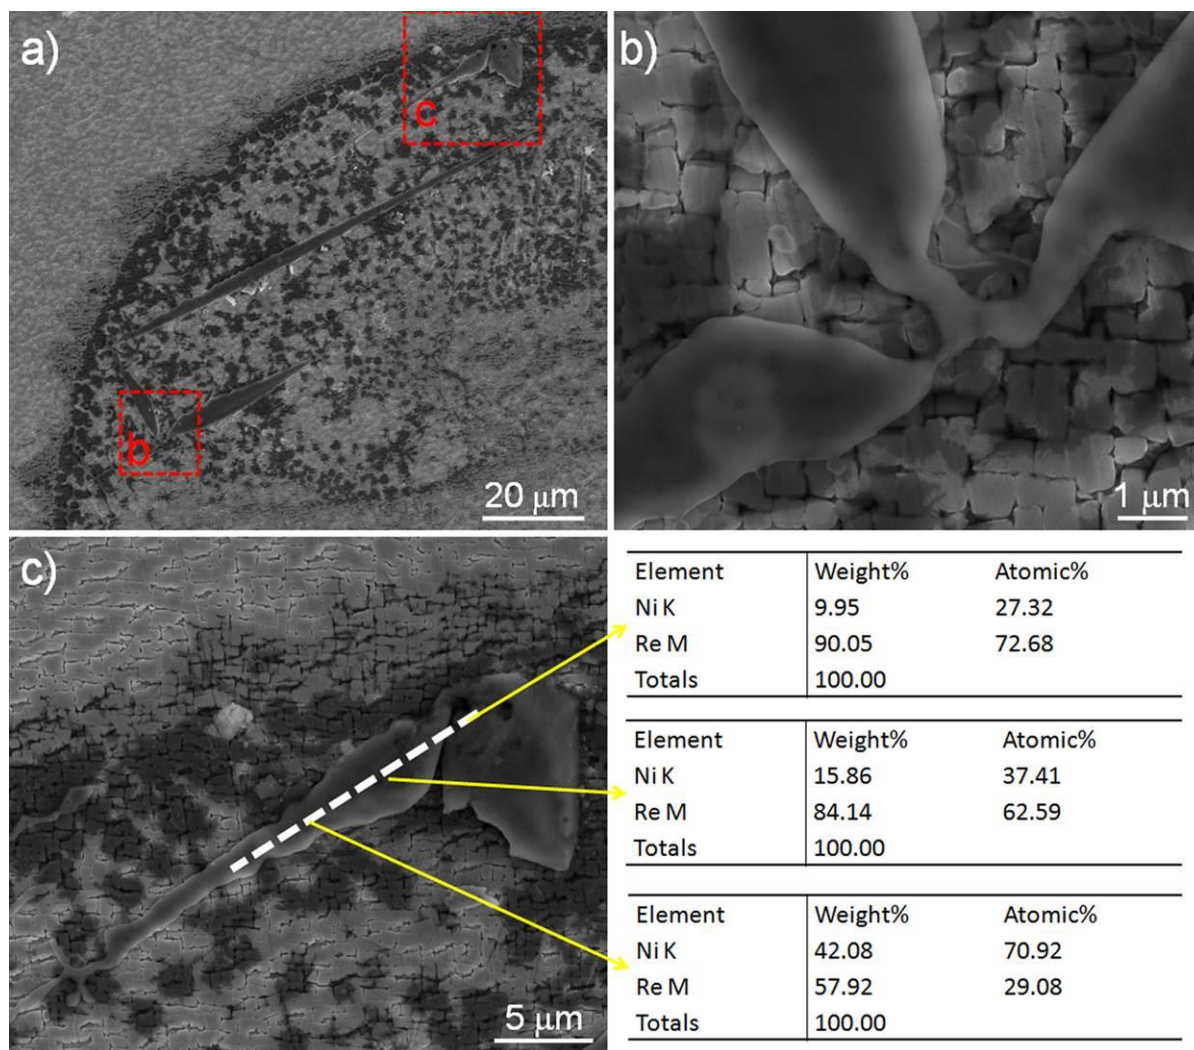 a)
c
b
20 μm
b)
1 μm
c)
5 μm
Element Weight% Atomic%
Ni K 9.95 27.32
Re M 90.05 72.68
Totals 100.00
Element Weight% Atomic%
Ni K 15.86 37.41
Re M 84.14 62.59
Totals 100.00
Element Weight% Atomic%
Ni K 42.08 70.92
Re M 57.92 29.08
Totals 100.00